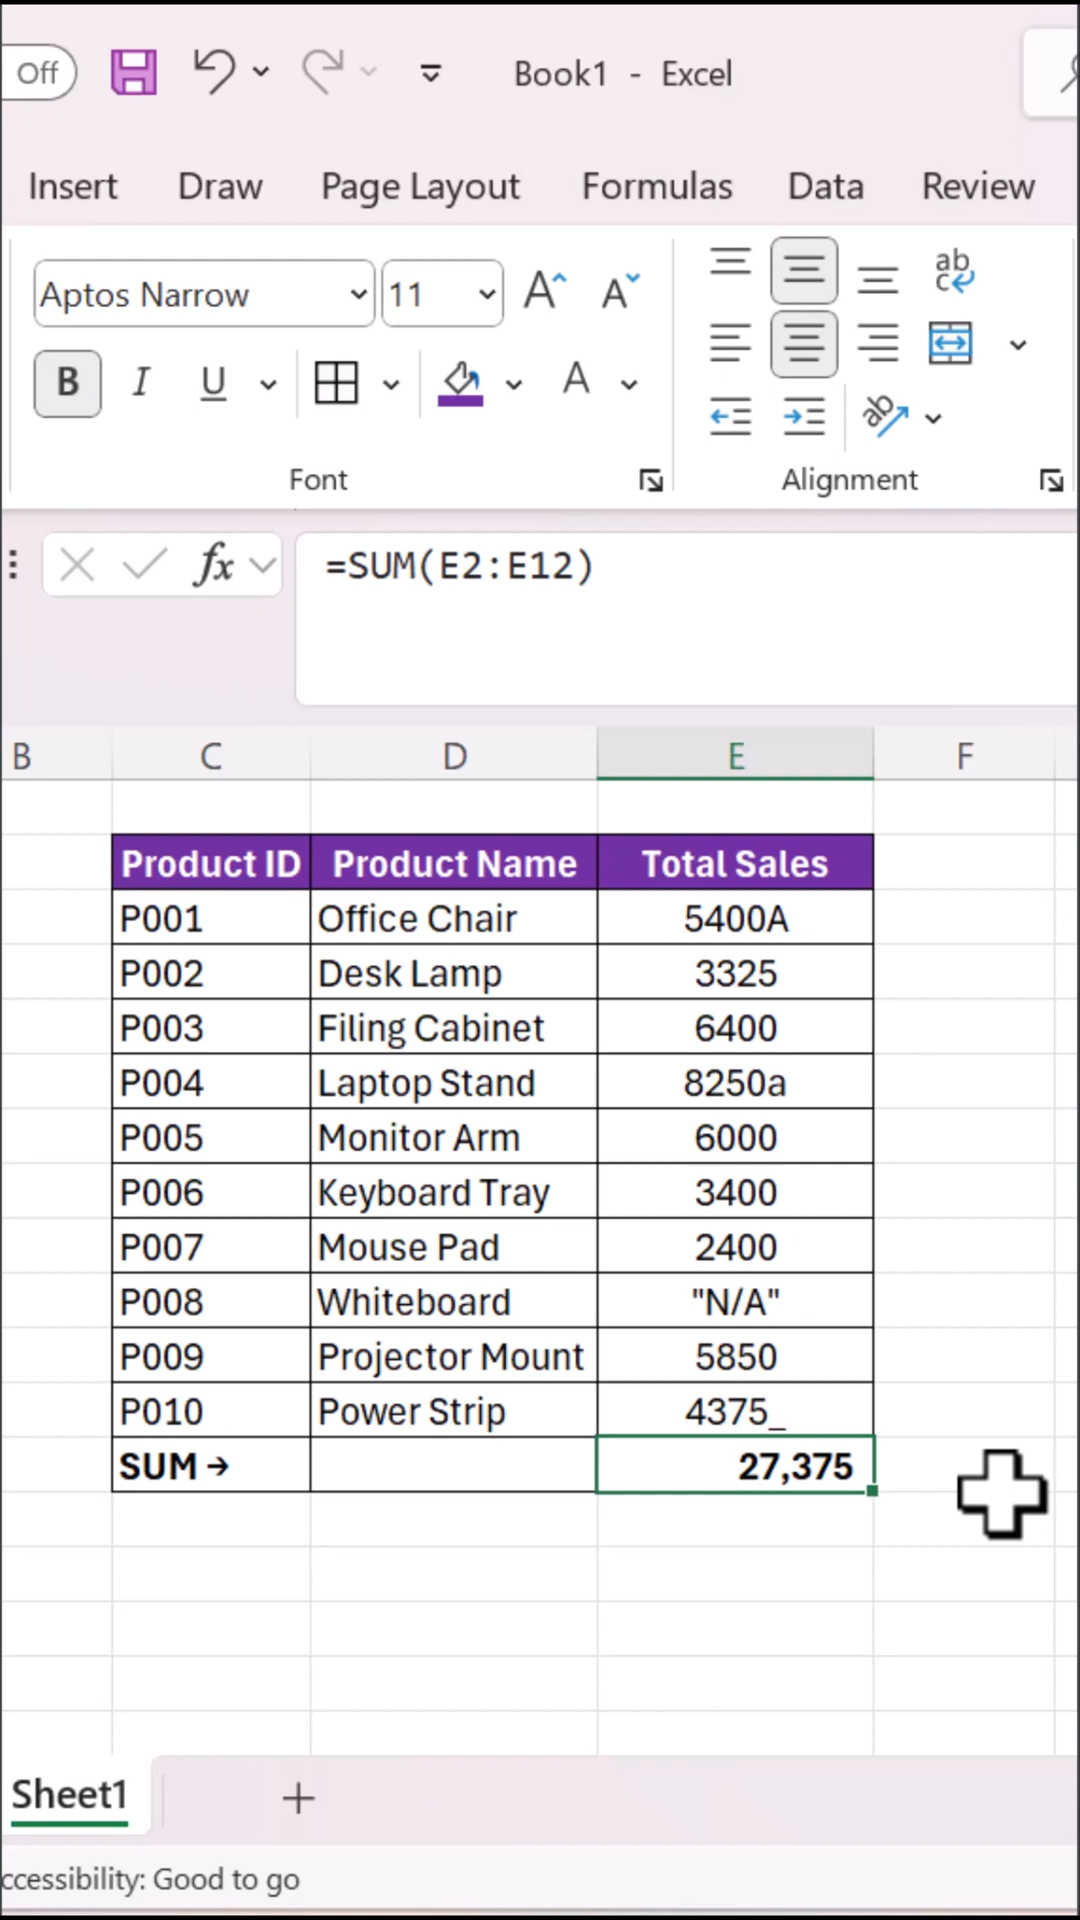 Off Book1 - Excel
Insert Draw Page Layout Formulas Data Review
Aptos Narrow 11 A A ab c
B I U A ab
Font Alignment
fx =SUM(E2:E12)
B C D E F
Product ID Product Name Total Sales
P001 Office Chair 5400A
P002 Desk Lamp 3325
P003 Filing Cabinet 6400
P004 Laptop Stand 8250a
P005 Monitor Arm 6000
P006 Keyboard Tray 3400
P007 Mouse Pad 2400
P008 Whiteboard "N/A"
P009 Projector Mount 5850
P010 Power Strip 4375_
SUM → 27,375
Sheet1 +
ccessibility: Good to go